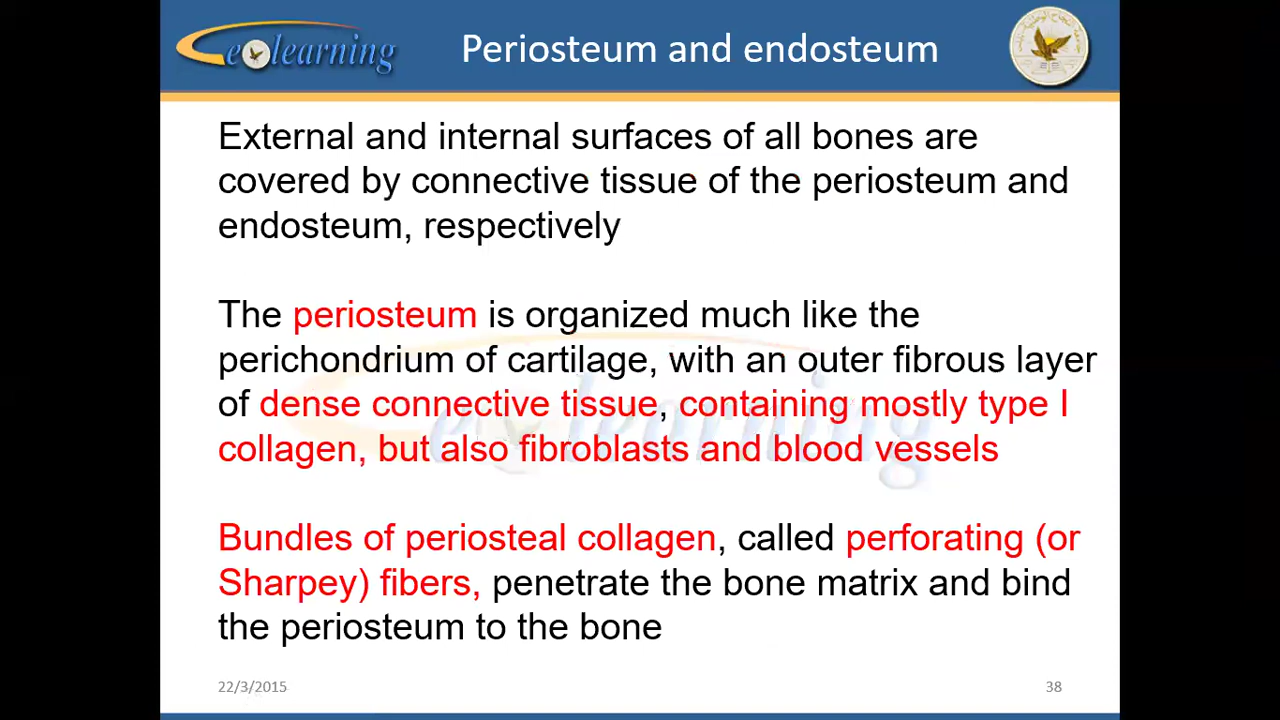 e-learning
Periosteum and endosteum
External and internal surfaces of all bones are
covered by connective tissue of the periosteum and
endosteum, respectively
The periosteum is organized much like the
perichondrium of cartilage, with an outer fibrous layer
of dense connective tissue, containing mostly type I
collagen, but also fibroblasts and blood vessels
Bundles of periosteal collagen, called perforating (or
Sharpey) fibers, penetrate the bone matrix and bind
the periosteum to the bone
22/3/2015
38